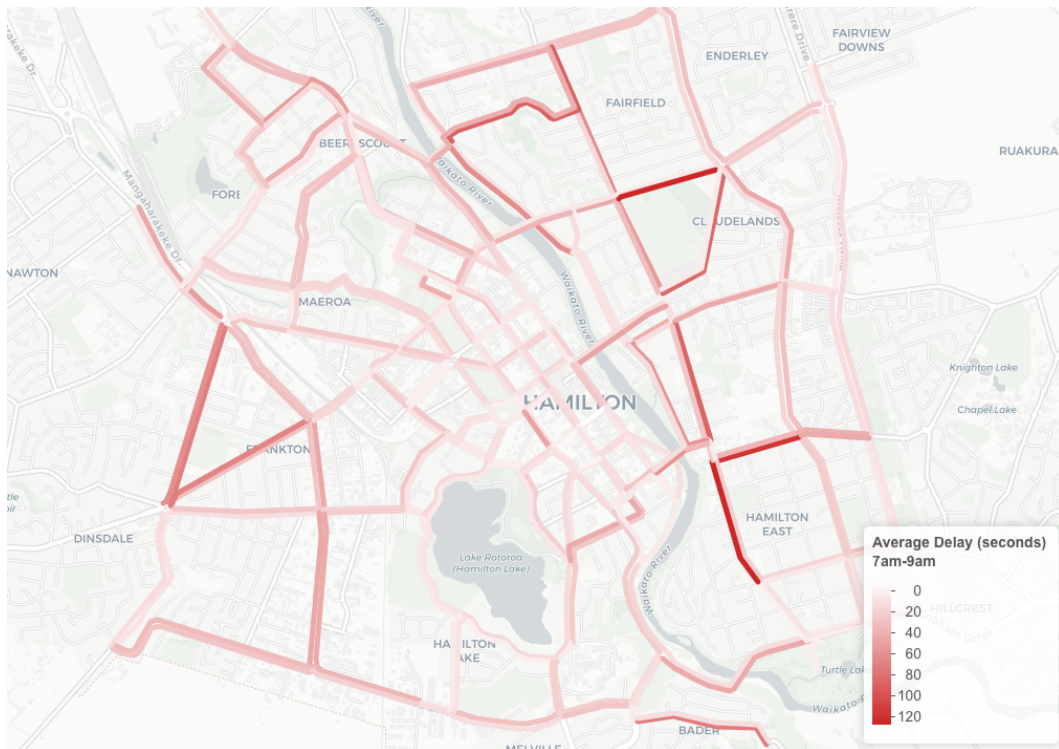 FAIRVIEW
DOWNS
ENDERLEY
FAIRFIELD
RUAKURA
Waikato River
Mangaharakeke Dr.
CLAUDELANDS
NAWTON
MAEROA
Waikato River
Knighton Lake
Chapel Lake
HAMILTON
FRANKTON
HAMILTON
EAST
DINSDALE
Lake Rotoroa
(Hamilton Lake)
Waikato River
HAMILTON
LAKE
HILLCREST
Turtle Lake
BADER
MELVILLE
Average Delay (seconds)
7am-9am
0
20
40
60
80
100
120